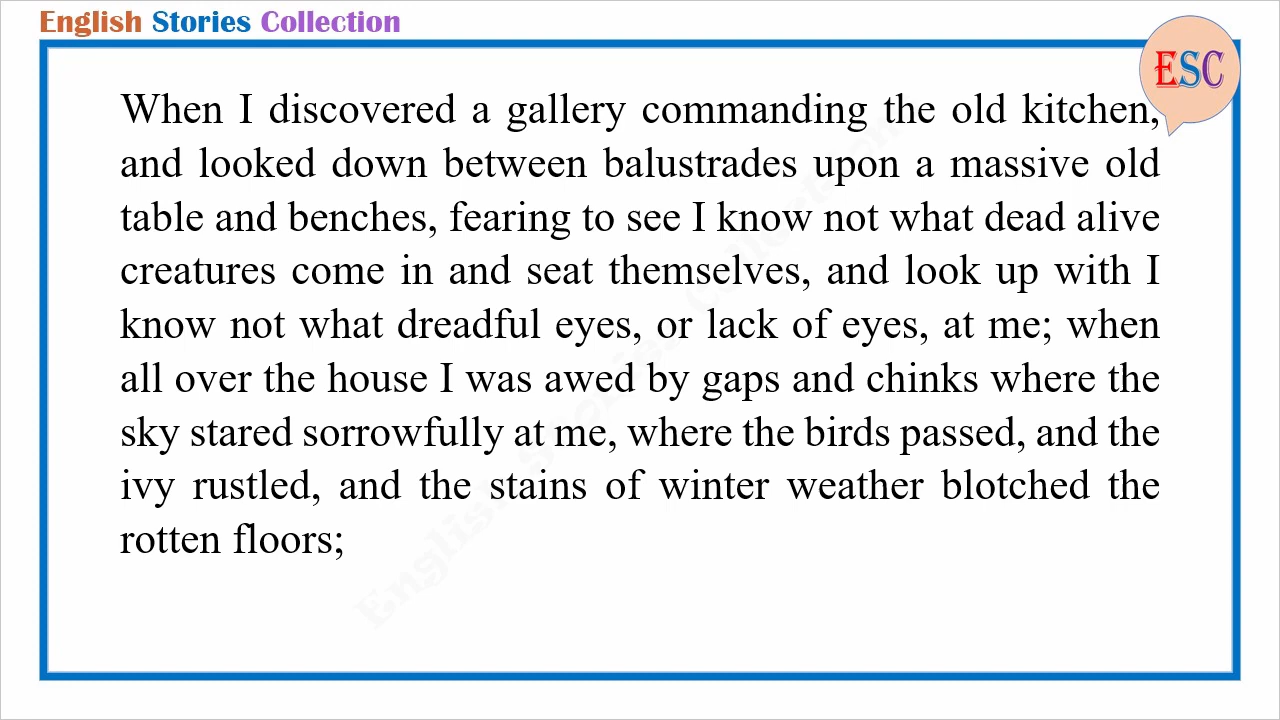 English Stories Collection
ESC
When I discovered a gallery commanding the old kitchen,
and looked down between balustrades upon a massive old
table and benches, fearing to see I know not what dead alive
creatures come in and seat themselves, and look up with I
know not what dreadful eyes, or lack of eyes, at me; when
all over the house I was awed by gaps and chinks where the
sky stared sorrowfully at me, where the birds passed, and the
ivy rustled, and the stains of winter weather blotched the
rotten floors;